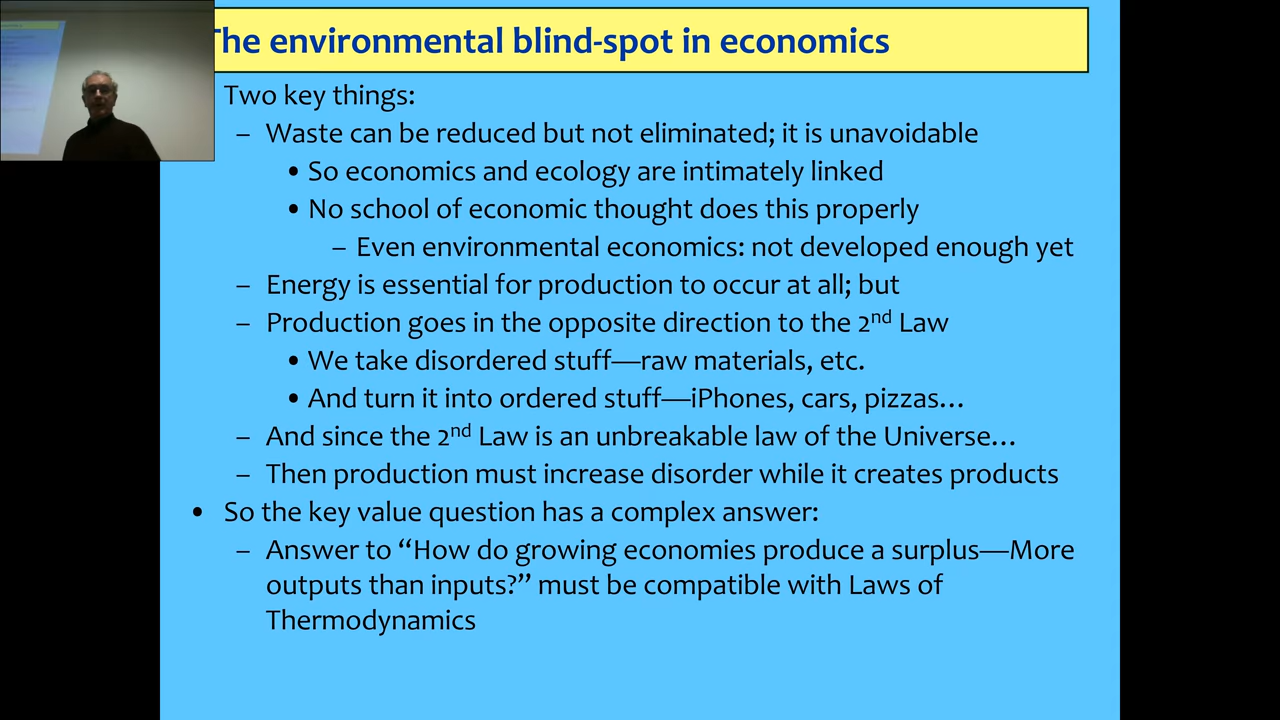 The environmental blind-spot in economics
Two key things:
– Waste can be reduced but not eliminated; it is unavoidable
• So economics and ecology are intimately linked
• No school of economic thought does this properly
– Even environmental economics: not developed enough yet
– Energy is essential for production to occur at all; but
– Production goes in the opposite direction to the 2nd Law
• We take disordered stuff—raw materials, etc.
• And turn it into ordered stuff—iPhones, cars, pizzas…
– And since the 2nd Law is an unbreakable law of the Universe…
– Then production must increase disorder while it creates products
• So the key value question has a complex answer:
– Answer to “How do growing economies produce a surplus—More
outputs than inputs?” must be compatible with Laws of
Thermodynamics